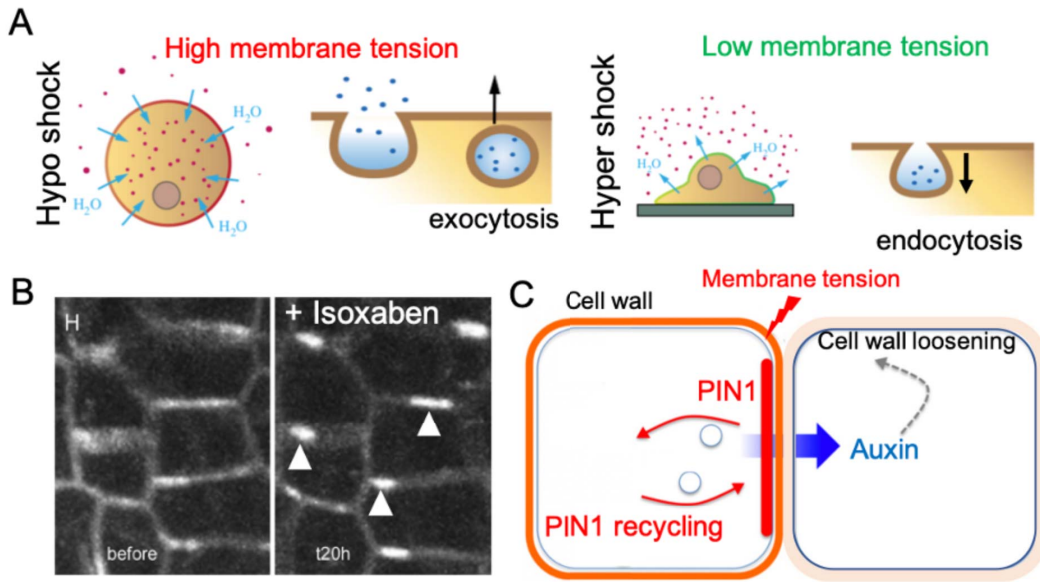 A
Hypo shock
High membrane tension
H₂O
H₂O
H₂O
exocytosis
Hyper shock
Low membrane tension
H₂O
H₂O
endocytosis
B
H
before
+ Isoxaben
t20h
C
Cell wall
Membrane tension
PIN1
PIN1 recycling
Cell wall loosening
Auxin